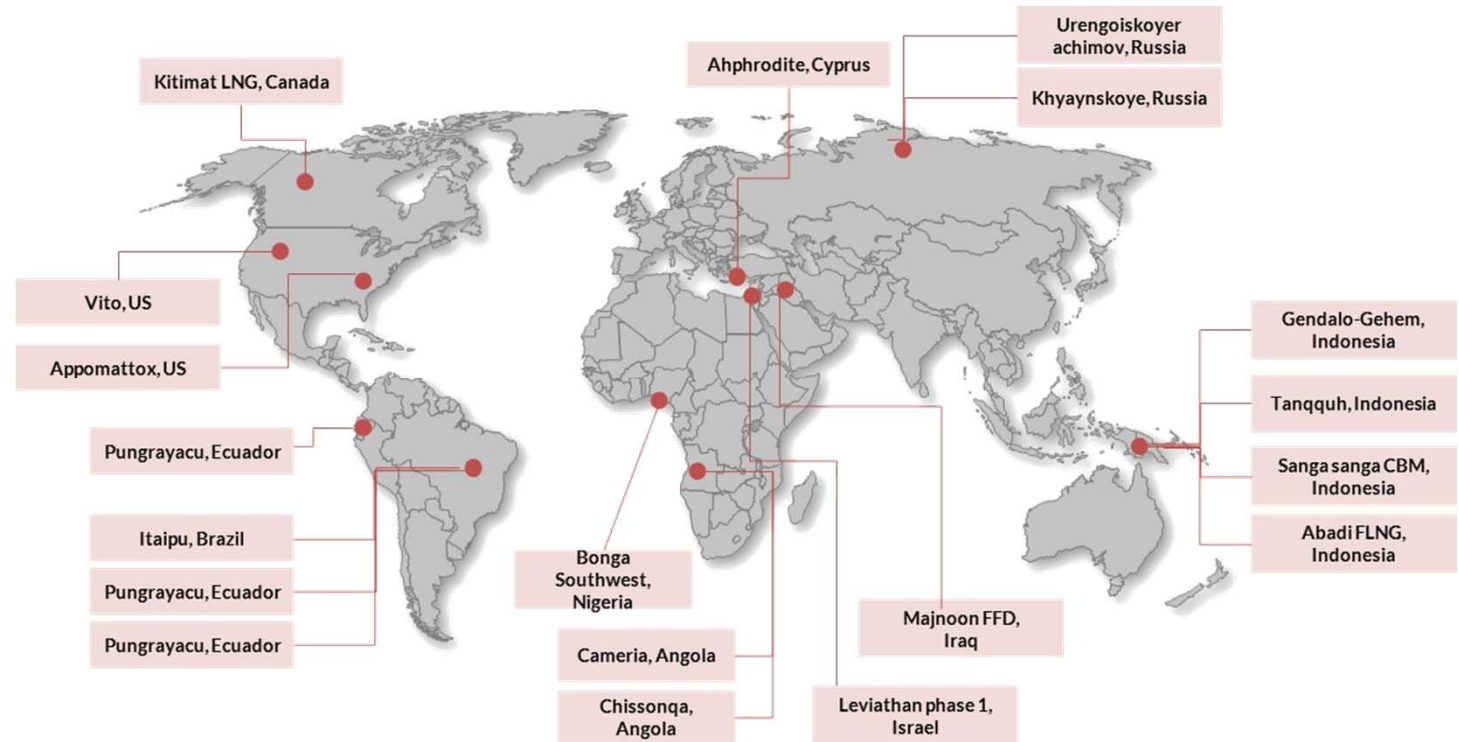 Urengoiskoyer
achimov, Russia
Kitimat LNG, Canada
Ahphrodite, Cyprus
Khyaynskoye, Russia
Vito, US
Appomattox, US
Gendalo-Gehem,
Indonesia
Tanqquh, Indonesia
Pungrayacu, Ecuador
Sanga sanga CBM,
Indonesia
Itaipu, Brazil
Abadi FLNG,
Indonesia
Pungrayacu, Ecuador
Bonga
Southwest,
Nigeria
Majnoon FFD,
Iraq
Pungrayacu, Ecuador
Cameria, Angola
Chissonqa,
Angola
Leviathan phase 1,
Israel